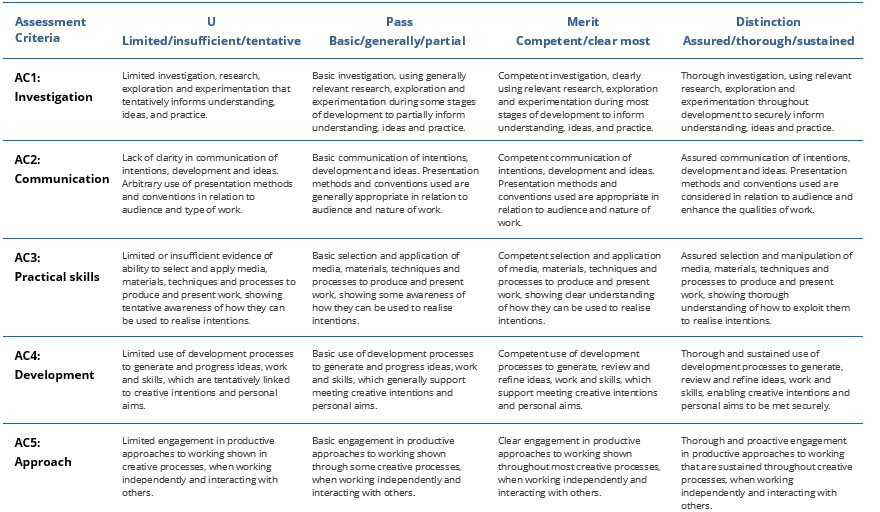 Assessment Criteria
U
Limited/insufficient/tentative
Pass
Basic/generally/partial
Merit
Competent/clear most
Distinction
Assured/thorough/sustained
AC1:
Investigation
Limited investigation, research,
exploration and experimentation that
tentatively informs understanding,
ideas, and practice.
Basic investigation, using generally
relevant research, exploration and
experimentation during some stages
of development to partially inform
understanding, ideas and practice.
Competent investigation, clearly
using relevant research, exploration
and experimentation during most
stages of development to inform
understanding, ideas, and practice.
Thorough investigation, using relevant
research, exploration and
experimentation throughout
development to securely inform
understanding, ideas and practice.
AC2:
Communication
Lack of clarity in communication of
intentions, development and ideas.
Arbitrary use of presentation methods
and conventions in relation to
audience and type of work.
Basic communication of intentions,
development and ideas. Presentation
methods and conventions used are
generally appropriate in relation to
audience and nature of work.
Competent communication of
intentions, development and ideas.
Presentation methods and
conventions used are appropriate in
relation to audience and nature of
work.
Assured communication of intentions,
development and ideas. Presentation
methods and conventions used are
considered in relation to audience and
enhance the qualities of work.
AC3:
Practical skills
Limited or insufficient evidence of
ability to select and apply media,
materials, techniques and processes to
produce and present work, showing
tentative awareness of how they can
be used to realise intentions.
Basic selection and application of
media, materials, techniques and
processes to produce and present
work, showing some awareness of
how they can be used to realise
intentions.
Competent selection and application
of media, materials, techniques and
processes to produce and present
work, showing clear understanding
of how they can be used to realise
intentions.
Assured selection and manipulation of
media, materials, techniques and
processes to produce and present
work, showing thorough
understanding of how to exploit them
to realise intentions.
AC4:
Development
Limited use of development processes
to generate and progress ideas, work
and skills, which are tentatively linked
to creative intentions and personal
aims.
Basic use of development processes
to generate and progress ideas, work
and skills, which generally support
meeting creative intentions and
personal aims.
Competent use of development
processes to generate, review and
refine ideas, work and skills, which
support meeting creative intentions
and personal aims.
Thorough and sustained use of
development processes to generate,
review and refine ideas, work and
skills, enabling creative intentions and
personal aims to be met securely.
AC5:
Approach
Limited engagement in productive
approaches to working shown in
creative processes, when working
independently and interacting with
others.
Basic engagement in productive
approaches to working shown
through some creative processes,
when working independently and
interacting with others.
Clear engagement in productive
approaches to working shown
throughout most creative processes,
when working independently and
interacting with others.
Thorough and proactive engagement
in productive approaches to working
that are sustained throughout creative
processes, when working
independently and interacting with
others.